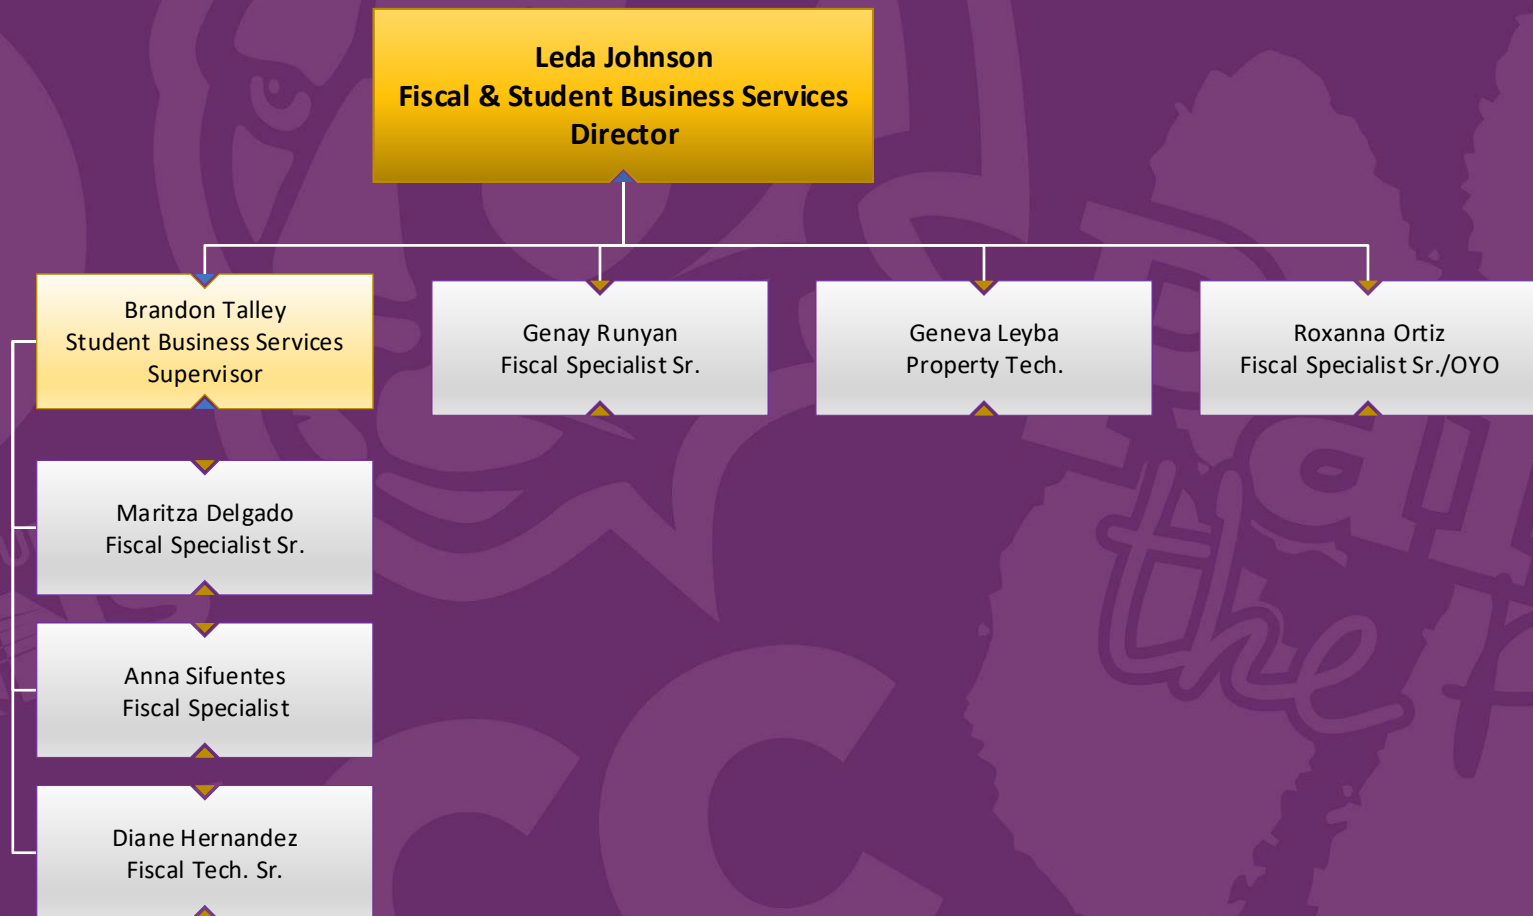 Leda Johnson
Fiscal & Student Business Services
Director
Brandon Talley
Student Business Services
Supervisor
Genay Runyan
Fiscal Specialist Sr.
Geneva Leyba
Property Tech.
Roxanna Ortiz
Fiscal Specialist Sr./OYO
Maritza Delgado
Fiscal Specialist Sr.
Anna Sifuentes
Fiscal Specialist
Diane Hernandez
Fiscal Tech. Sr.
the
CC